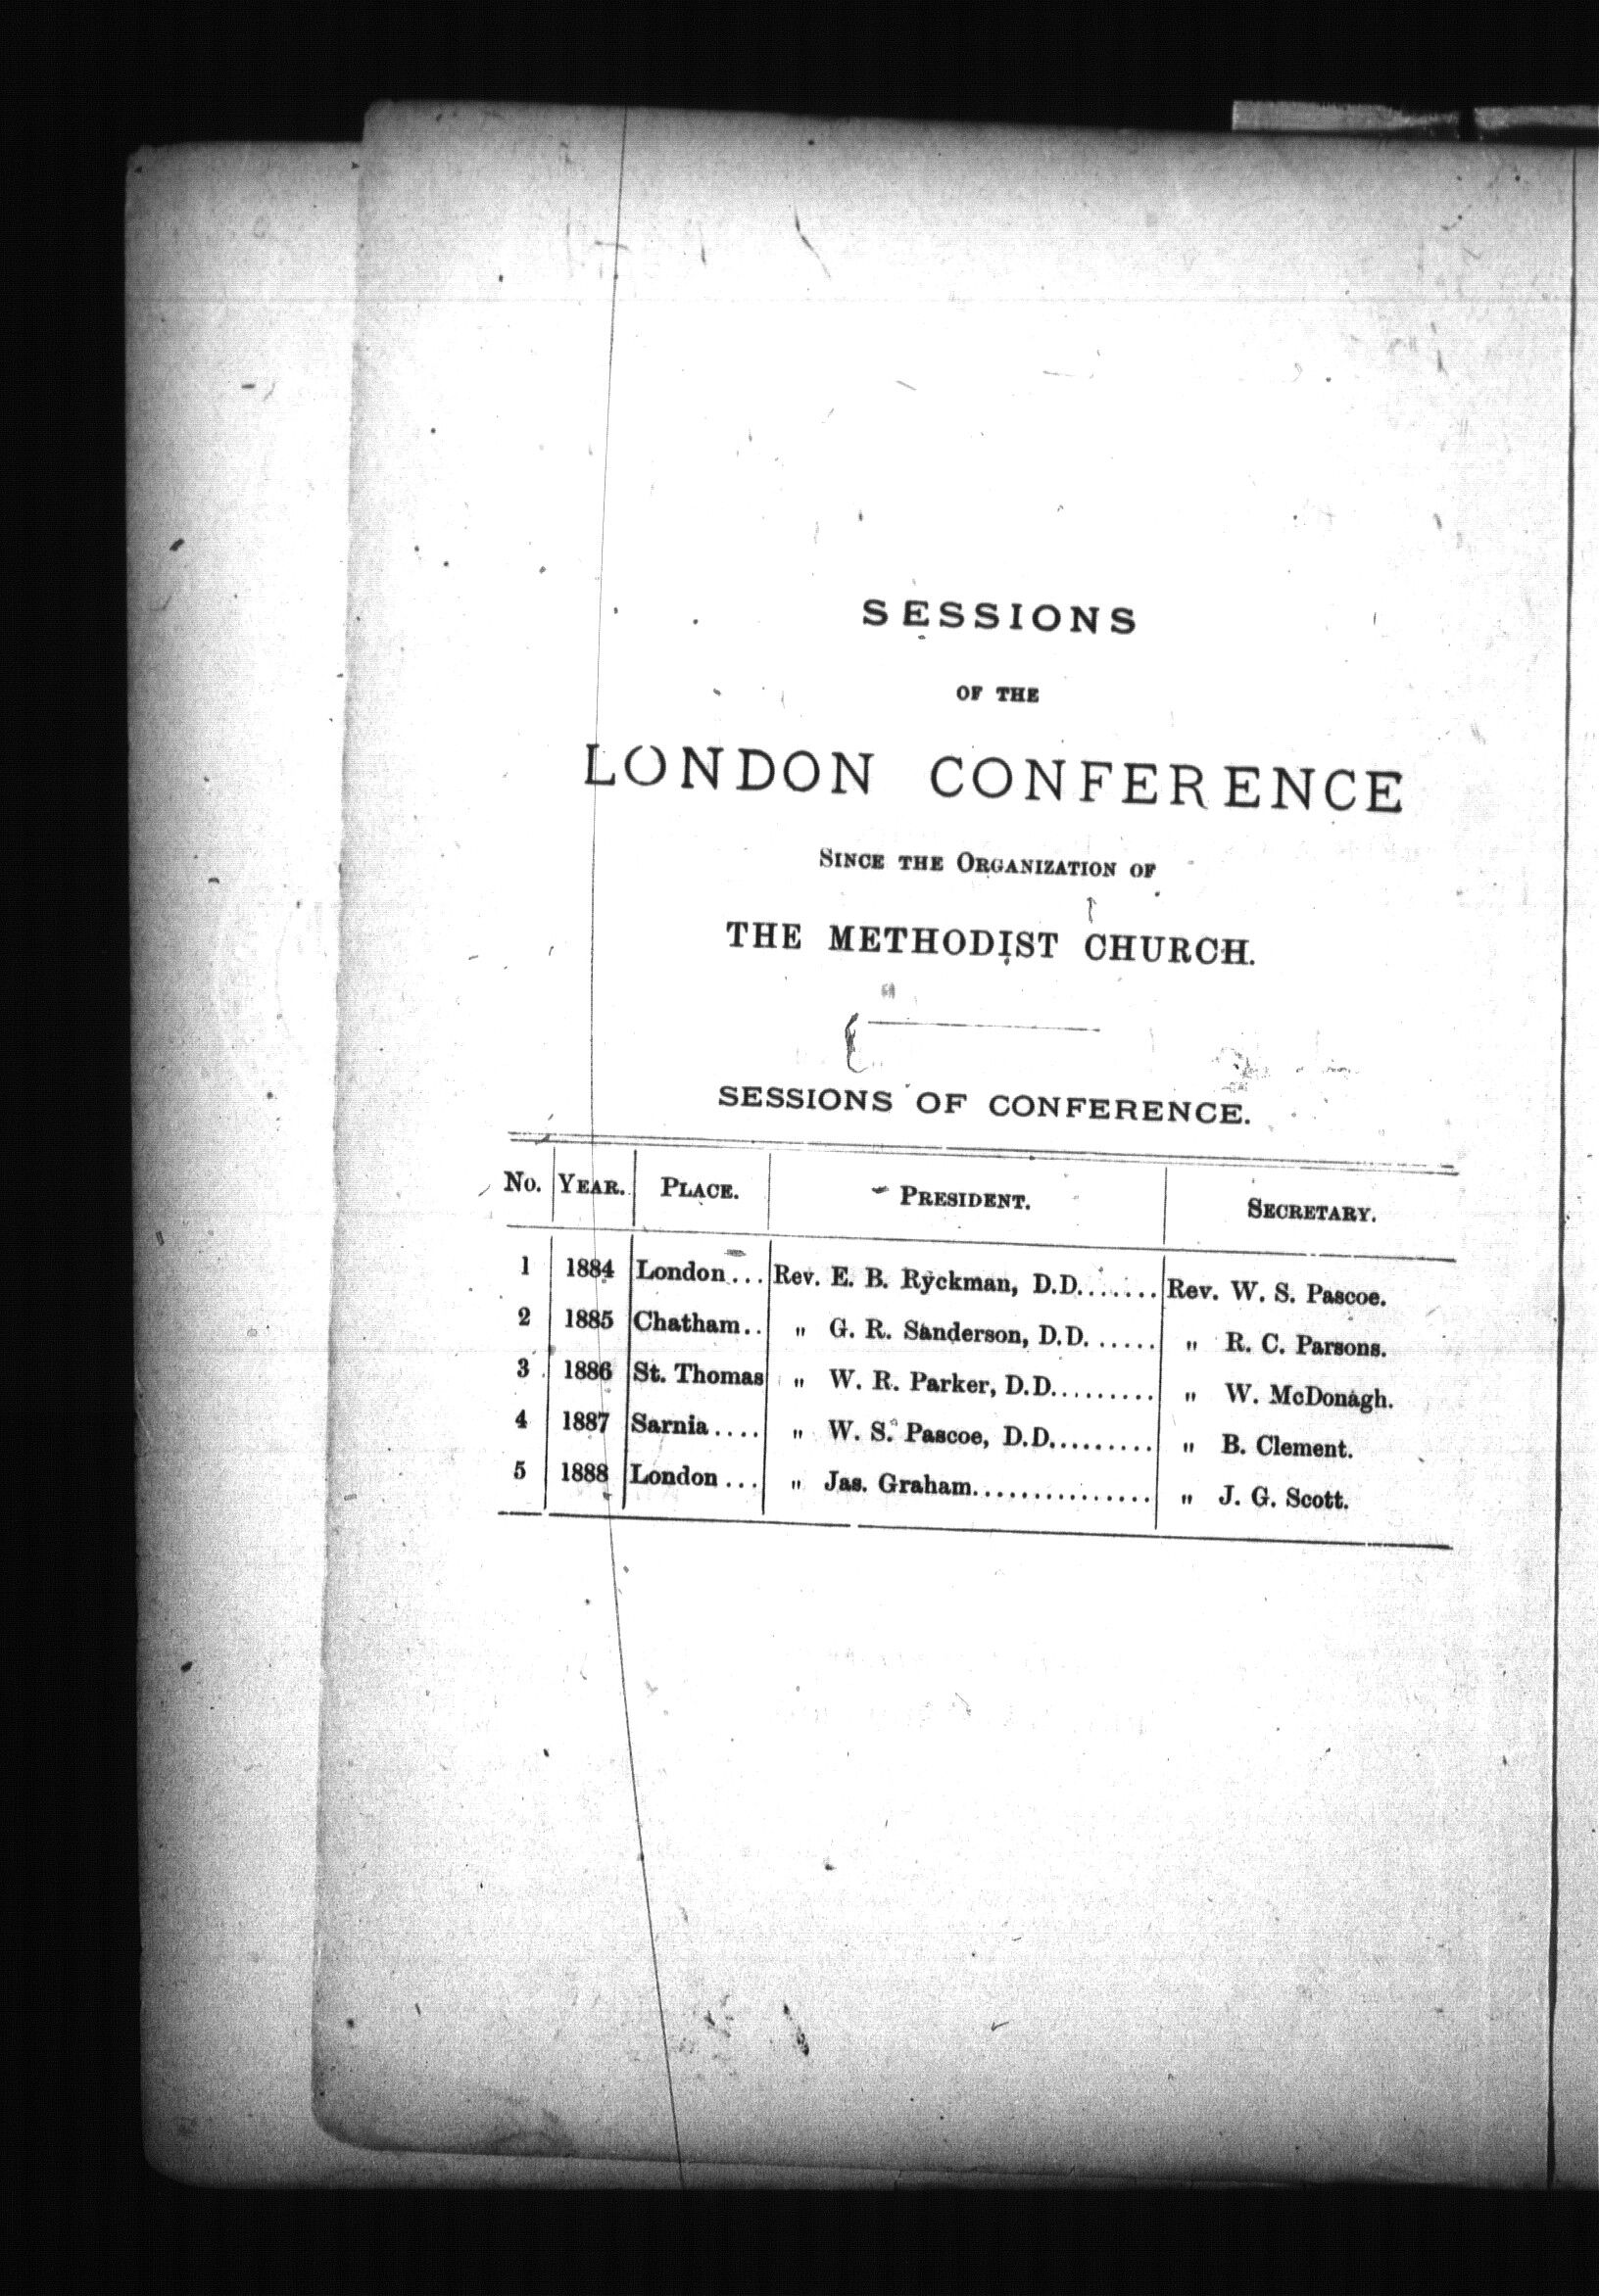 SESSIONS
OF THE
LONDON CONFERENCE
SINCE THE ORGANIZATION OF
THE METHODIST CHURCH.
SESSIONS OF CONFERENCE.
NO. YEAR. PLACE. PRESIDENT. SECRETARY.
1 1884 London... Rev. E. B. Ryckman, D.D....... Rev. W. S. Pascoe.
2 1885 Chatham.. " G. R. Sanderson, D.D....... " R. C. Parsons.
3 1886 St. Thomas " W. R. Parker, D.D......... " W. McDonagh.
4 1887 Sarnia.... " W. S. Pascoe, D.D......... " B. Clement.
5 1888 London... " Jas. Graham............... " J. G. Scott.